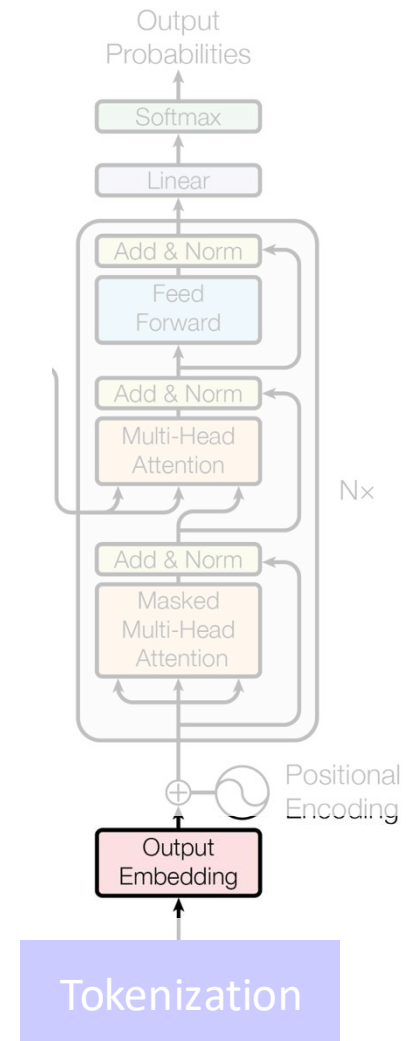 Output
Probabilities
Softmax
Linear
Add & Norm
Feed
Forward
Add & Norm
Multi-Head
Attention
N×
Add & Norm
Masked
Multi-Head
Attention
Positional
Encoding
Output
Embedding
Tokenization